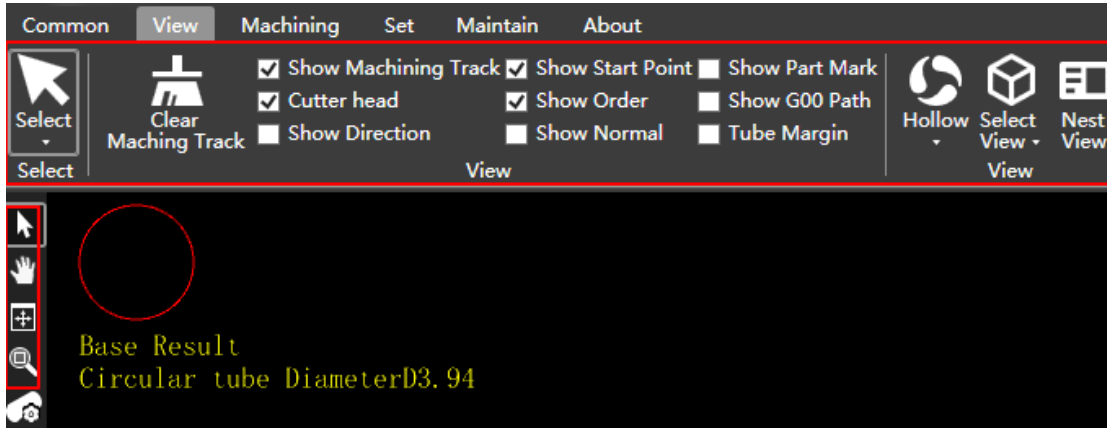 Common View Machining Set Maintain About
Show Machining Track Show Start Point Show Part Mark
Cutter head Show Order Show G00 Path
Show Direction Show Normal Tube Margin
Select
Clear
Maching Track
Hollow
Select
View
Nest
View
Select View View
Base Result
Circular tube DiameterD3.94